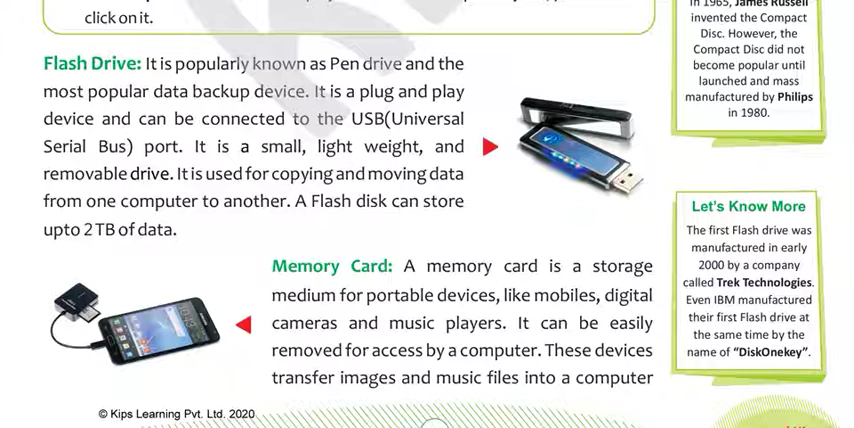 click on it.
Flash Drive: It is popularly known as Pen drive and the
most popular data backup device. It is a plug and play
device and can be connected to the USB(Universal
Serial Bus) port. It is a small, light weight, and
removable drive. It is used for copying and moving data
from one computer to another. A Flash disk can store
upto 2 TB of data.
Memory Card: A memory card is a storage
medium for portable devices, like mobiles, digital
cameras and music players. It can be easily
removed for access by a computer. These devices
transfer images and music files into a computer
© Kips Learning Pvt. Ltd. 2020
In 1965, James Russell
invented the Compact
Disc. However, the
Compact Disc did not
become popular until
launched and mass
manufactured by Philips
in 1980.
Let's Know More
The first Flash drive was
manufactured in early
2000 by a company
called Trek Technologies.
Even IBM manufactured
their first Flash drive at
the same time by the
name of “DiskOnekey”.